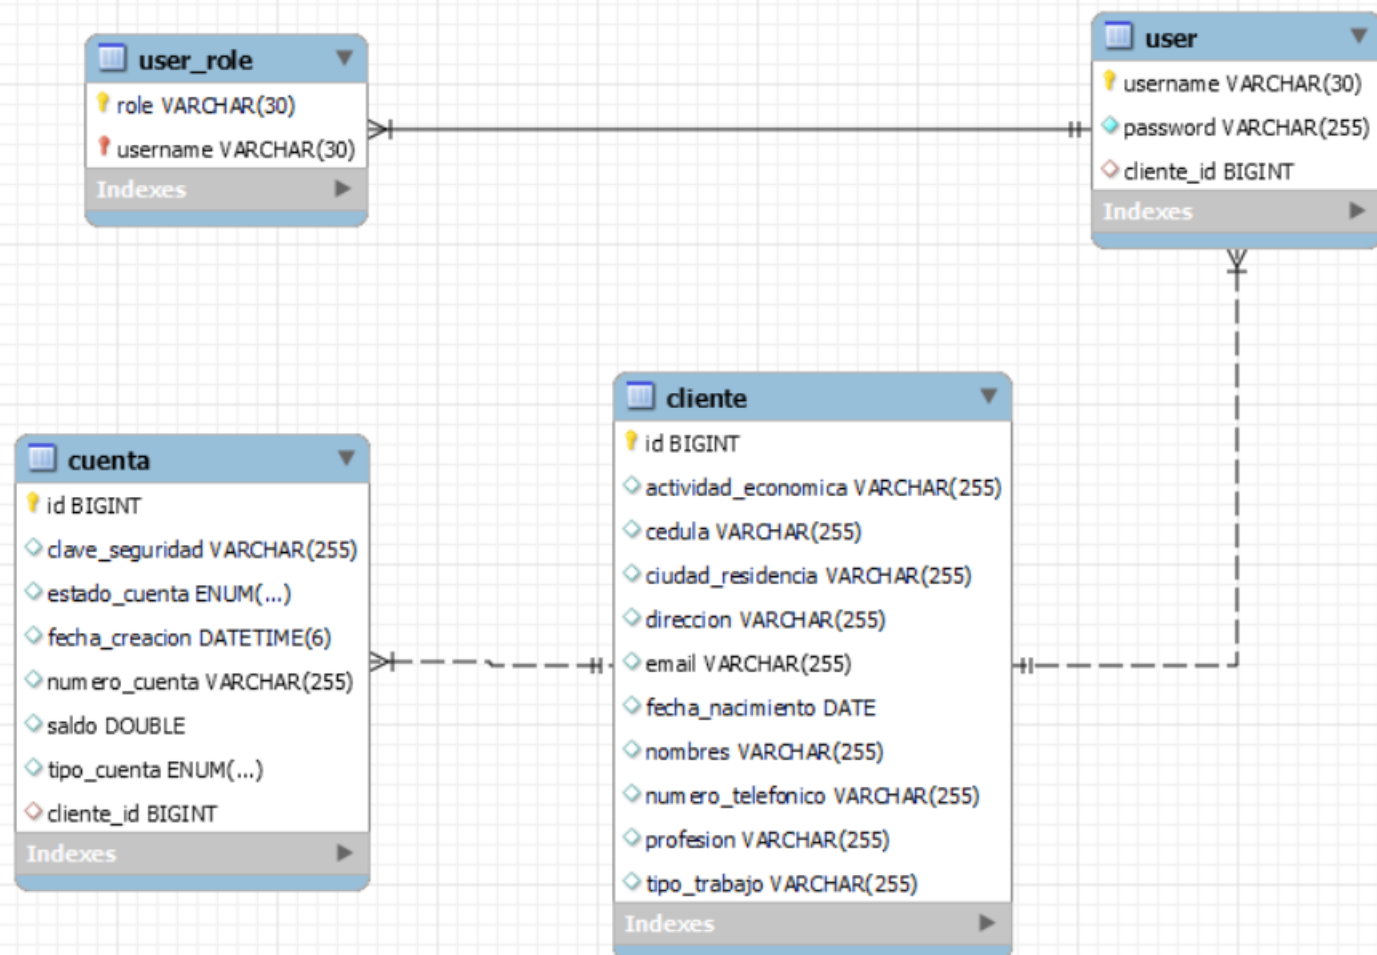 user_role
role VARCHAR(30)
username VARCHAR(30)
Indexes
user
username VARCHAR(30)
password VARCHAR(255)
cliente_id BIGINT
Indexes
cuenta
id BIGINT
clave_seguridad VARCHAR(255)
estado_cuenta ENUM(...)
fecha_creacion DATETIME(6)
numero_cuenta VARCHAR(255)
saldo DOUBLE
tipo_cuenta ENUM(...)
cliente_id BIGINT
Indexes
cliente
id BIGINT
actividad_economica VARCHAR(255)
cedula VARCHAR(255)
ciudad_residencia VARCHAR(255)
direccion VARCHAR(255)
email VARCHAR(255)
fecha_nacimiento DATE
nombres VARCHAR(255)
numero_telefonico VARCHAR(255)
profesion VARCHAR(255)
tipo_trabajo VARCHAR(255)
Indexes